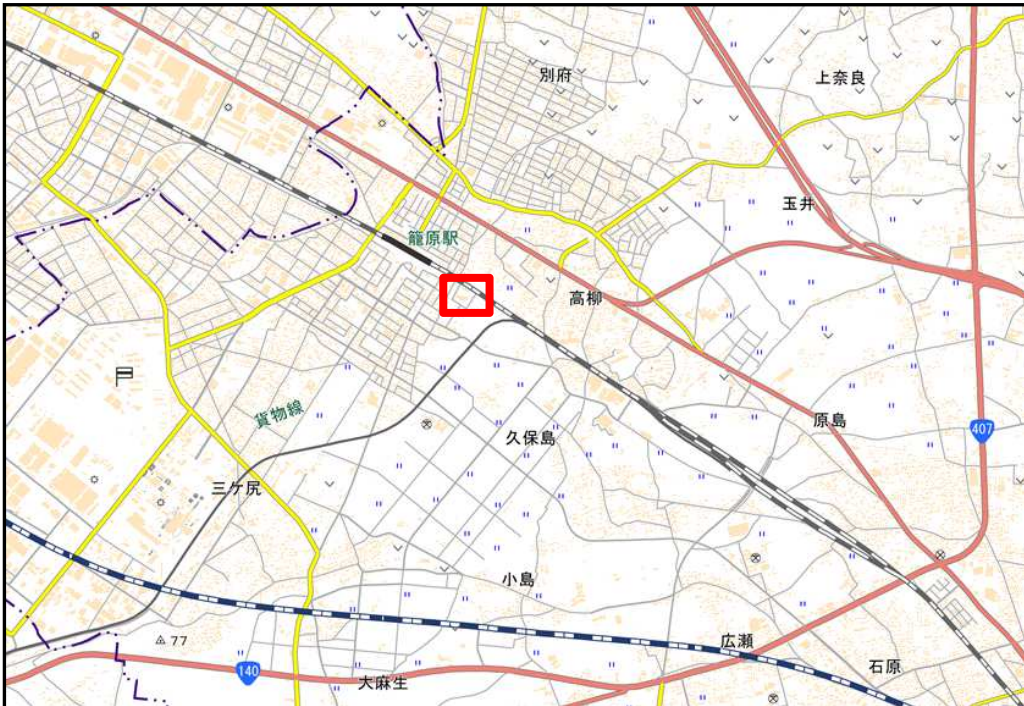 別府
上奈良
玉井
籠原駅
高柳
貨物線
久保島
原島
407
三ケ尻
小島
77
広瀬
140
大麻生
石原